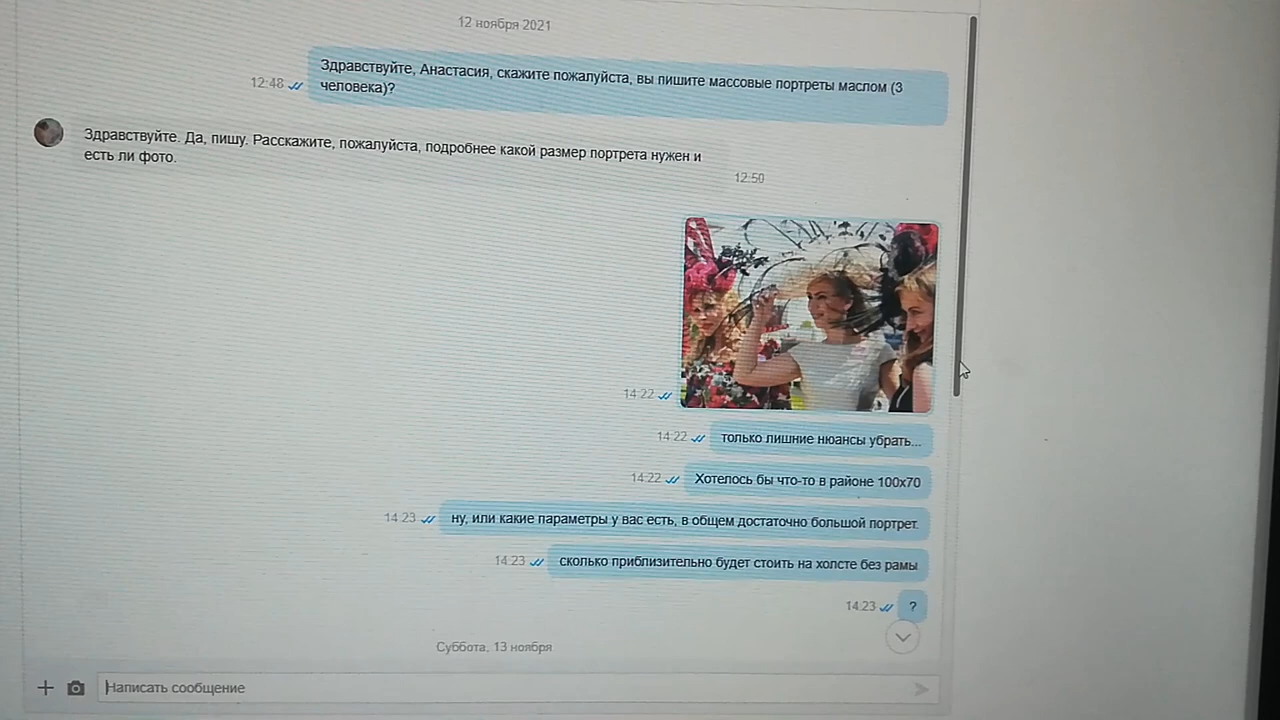 12 ноября 2021
Здравствуйте, Анастасия, скажите пожалуйста, вы пишите массовые портреты маслом (3
человека)?
12:48
Здравствуйте. Да, пишу. Расскажите, пожалуйста, подробнее какой размер портрета нужен и
есть ли фото.
12:50
14:22
14:22 только лишние нюансы убрать...
14:22 Хотелось бы что-то в районе 100х70
14:23 ну, или какие параметры у вас есть, в общем достаточно большой портрет.
14:23 сколько приблизительно будет стоить на холсте без рамы
14:23 ?
Суббота, 13 ноября
Написать сообщение